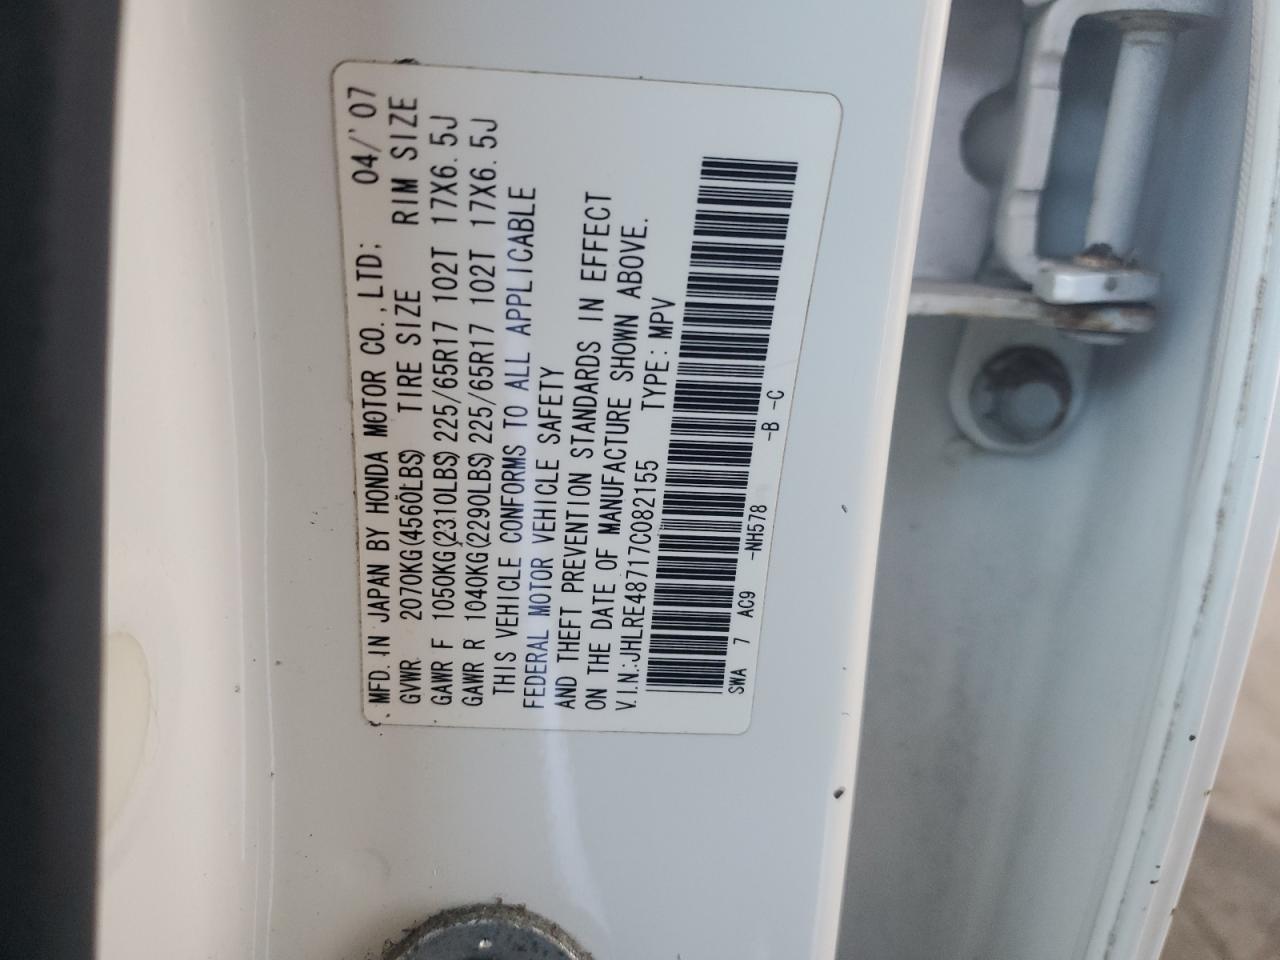 MFD. IN JAPAN BY HONDA MOTOR CO., LTD; 04/'07
GVWR 2070KG(4560LBS) TIRE SIZE RIM SIZE
GAWR F 1050KG(2310LBS) 225/65R17 102T 17X6.5J
GAWR R 1040KG(2290LBS) 225/65R17 102T 17X6.5J
THIS VEHICLE CONFORMS TO ALL APPLICABLE
FEDERAL MOTOR VEHICLE SAFETY
AND THEFT PREVENTION STANDARDS IN EFFECT
ON THE DATE OF MANUFACTURE SHOWN ABOVE.
V.I.N.:JHLRE48717C082155 TYPE: MPV
SWA 7 AC9 -NH578 -B -C